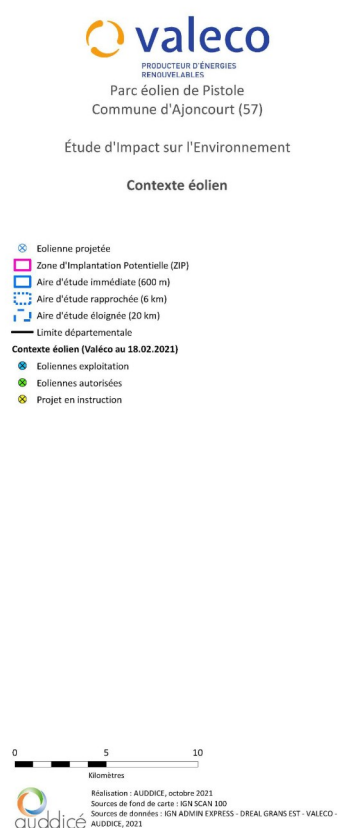 valeco
PRODUCTEUR D'ÉNERGIES
RENOUVELABLES
Parc éolien de Pistole
Commune d'Ajoncourt (57)
Étude d'Impact sur l'Environnement
Contexte éolien
Eolienne projetée
Zone d'Implantation Potentielle (ZIP)
Aire d'étude immédiate (600 m)
Aire d'étude rapprochée (6 km)
Aire d'étude éloignée (20 km)
Limite départementale
Contexte éolien (Valéco au 18.02.2021)
Eoliennes exploitation
Eoliennes autorisées
Projet en instruction
0 5 10
Kilomètres
Réalisation : AUDDICE, octobre 2021
Sources de fond de carte : IGN SCAN 100
Sources de données : IGN ADMIN EXPRESS - DREAL GRANS EST - VALECO -
auddicé AUDDICE, 2021